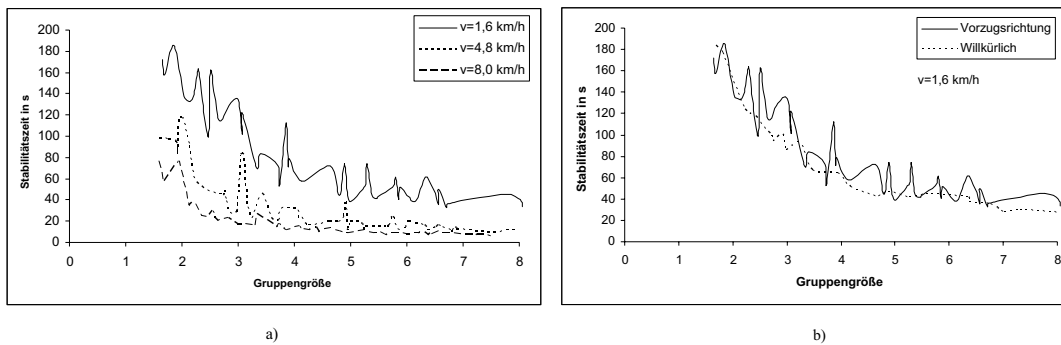 Stabilitätszeit in s
200
180
160
140
120
100
80
60
40
20
0
0 1 2 3 4 5 6 7 8
Gruppengröße
v=1,6 km/h
v=4,8 km/h
v=8,0 km/h
a)
Stabilitätszeit in s
200
180
160
140
120
100
80
60
40
20
0
0 1 2 3 4 5 6 7 8
Gruppengröße
Vorzugsrichtung
Willkürlich
v=1,6 km/h
b)